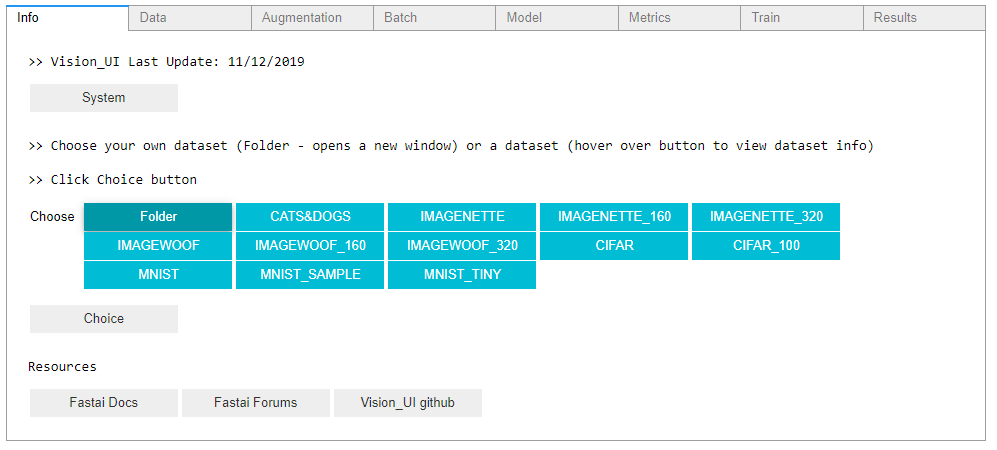 Info Data Augmentation Batch Model Metrics Train Results
>> Vision_UI Last Update: 11/12/2019
System
>> Choose your own dataset (Folder - opens a new window) or a dataset (hover over button to view dataset info)
>> Click Choice button
Choose Folder CATS&DOGS IMAGENETTE IMAGENETTE_160 IMAGENETTE_320
IMAGEWOOF IMAGEWOOF_160 IMAGEWOOF_320 CIFAR CIFAR_100
MNIST MNIST_SAMPLE MNIST_TINY
Choice
Resources
Fastai Docs Fastai Forums Vision_UI github